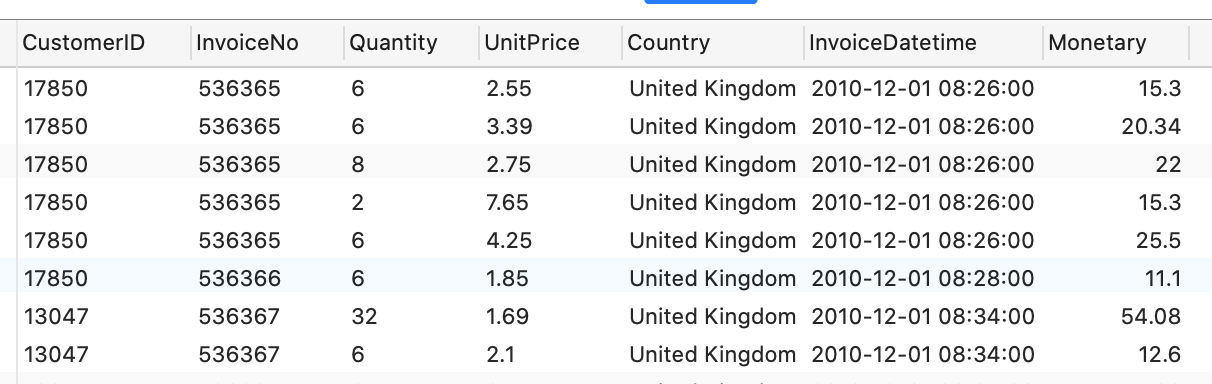 CustomerID InvoiceNo Quantity UnitPrice Country InvoiceDatetime Monetary
17850 536365 6 2.55 United Kingdom 2010-12-01 08:26:00 15.3
17850 536365 6 3.39 United Kingdom 2010-12-01 08:26:00 20.34
17850 536365 8 2.75 United Kingdom 2010-12-01 08:26:00 22
17850 536365 2 7.65 United Kingdom 2010-12-01 08:26:00 15.3
17850 536365 6 4.25 United Kingdom 2010-12-01 08:26:00 25.5
17850 536366 6 1.85 United Kingdom 2010-12-01 08:28:00 11.1
13047 536367 32 1.69 United Kingdom 2010-12-01 08:34:00 54.08
13047 536367 6 2.1 United Kingdom 2010-12-01 08:34:00 12.6